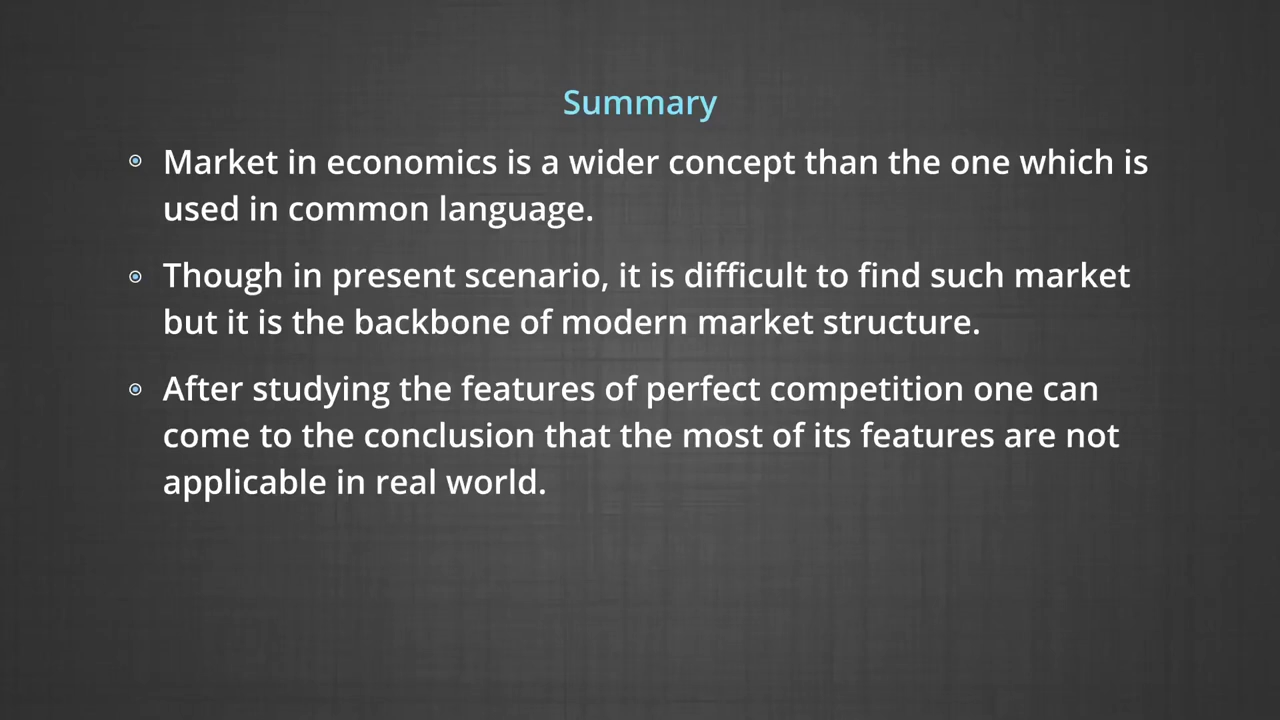 Summary
Market in economics is a wider concept than the one which is
used in common language.
Though in present scenario, it is difficult to find such market
but it is the backbone of modern market structure.
After studying the features of perfect competition one can
come to the conclusion that the most of its features are not
applicable in real world.